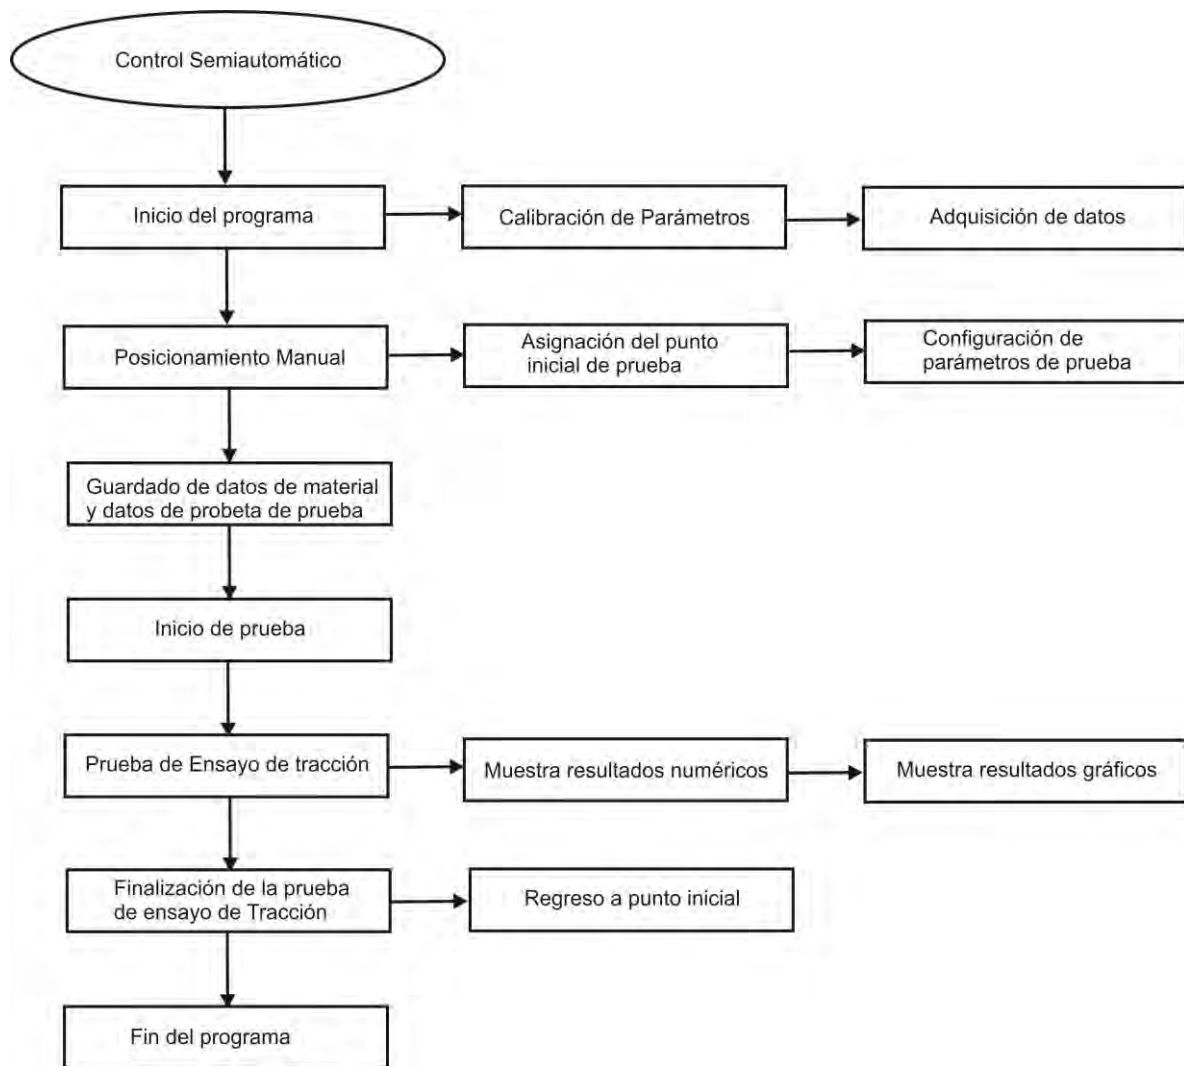 Control Semiautomático
Inicio del programa
Calibración de Parámetros
Adquisición de datos
Posicionamiento Manual
Asignación del punto
inicial de prueba
Configuración de
parámetros de prueba
Guardado de datos de material
y datos de probeta de prueba
Inicio de prueba
Prueba de Ensayo de tracción
Muestra resultados numéricos
Muestra resultados gráficos
Finalización de la prueba
de ensayo de Tracción
Regreso a punto inicial
Fin del programa